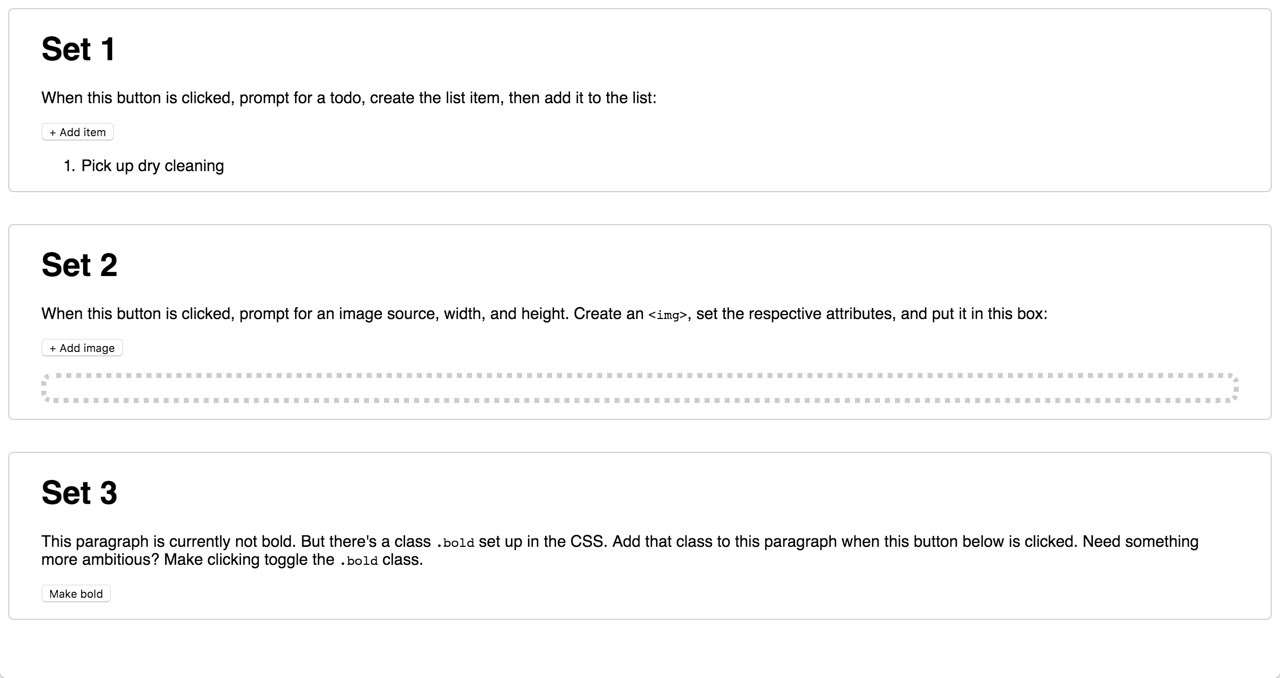 Set 1
When this button is clicked, prompt for a todo, create the list item, then add it to the list:
+ Add item
1. Pick up dry cleaning
Set 2
When this button is clicked, prompt for an image source, width, and height. Create an <img>, set the respective attributes, and put it in this box:
+ Add image
Set 3
This paragraph is currently not bold. But there's a class .bold set up in the CSS. Add that class to this paragraph when this button below is clicked. Need something
more ambitious? Make clicking toggle the .bold class.
Make bold